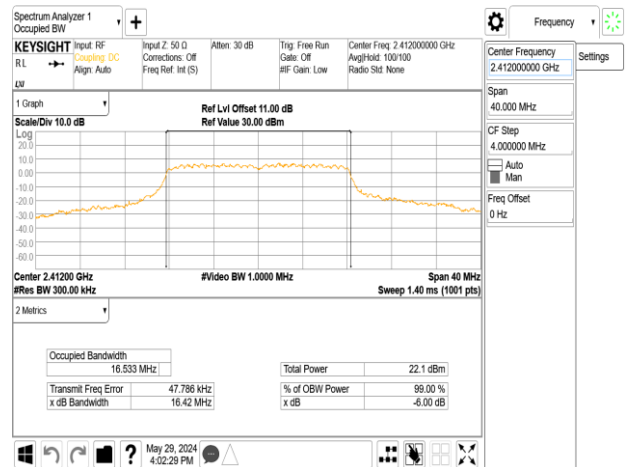 Spectrum Analyzer 1
Occupied BW
Frequency
KEYSIGHT Input: RF Input Z: 50 Ω Atten: 30 dB Trig: Free Run Center Freq: 2.412000000 GHz
RL Coupling: DC Corrections: Off Gate: Off Avg|Hold: 100/100
Align: Auto Freq Ref: Int (S) #IF Gain: Low Radio Std: None
Center Frequency
2.412000000 GHz
Settings
Span
40.000 MHz
CF Step
4.000000 MHz
Auto
Man
Freq Offset
0 Hz
1 Graph
Ref Lvl Offset 11.00 dB
Scale/Div 10.0 dB Ref Value 30.00 dBm
Log
20.0
10.0
0.00
-10.0
-20.0
-30.0
-40.0
-50.0
-60.0
Center 2.41200 GHz #Video BW 1.0000 MHz Span 40 MHz
#Res BW 300.00 kHz Sweep 1.40 ms (1001 pts)
2 Metrics
Occupied Bandwidth
16.533 MHz
Total Power 22.1 dBm
Transmit Freq Error 47.786 kHz % of OBW Power 99.00 %
x dB Bandwidth 16.42 MHz x dB -6.00 dB
?
May 29, 2024
4:02:29 PM